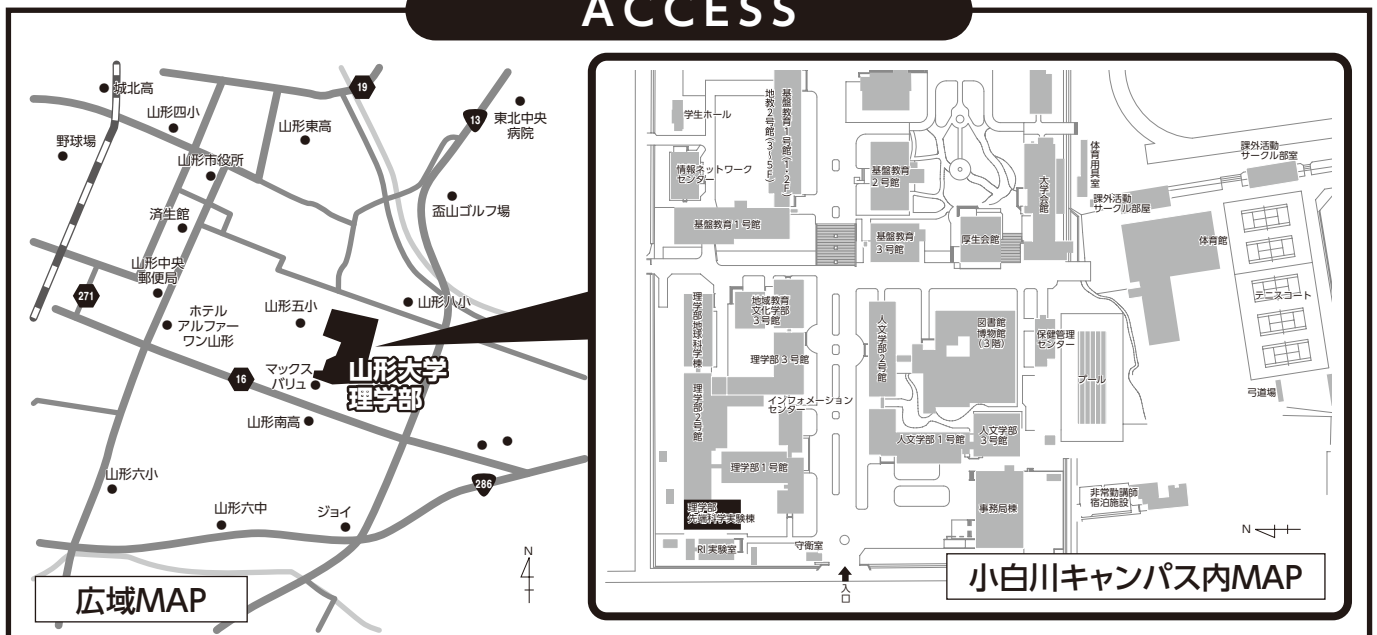 ACCESS
城北高
山形四小
野球場
山形市役所
山形東高
19
13
東北中央
病院
済生館
盃山ゴルフ場
山形中央
郵便局
271
ホテル
アルファー
ワン山形
山形五小
山形八小
16
マックス
バリュ
山形大学
理学部
山形南高
山形六小
286
山形六中
ジョイ
N
広域MAP
学生ホール
地教2号館(3~5F)
基盤教育1号館(1・2F)
情報ネットワーク
センター
基盤教育
2号館
大学会館
体育用具室
課外活動
サークル部室
課外活動
サークル部屋
基盤教育1号館
基盤教育
3号館
厚生会館
体育館
テニスコート
理学部地球科学棟
地域教育
文化学部
3号館
人文学部2号館
図書館
博物館
(3階)
保健管理
センター
理学部3号館
プール
弓道場
理学部2号館
インフォメーション
センター
人文学部1号館
人文学部
3号館
理学部1号館
理学部
先端科学実験棟
事務局棟
非常勤講師
宿泊施設
RI実験室
守衛室
入口
N
小白川キャンパス内MAP